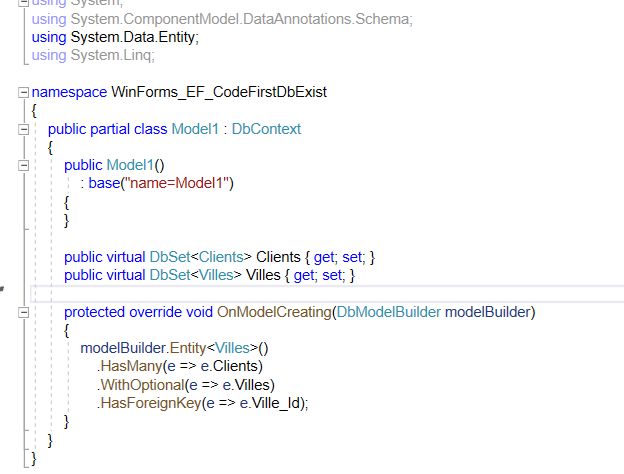 using System;
using System.ComponentModel.DataAnnotations.Schema;
using System.Data.Entity;
using System.Linq;
namespace WinForms_EF_CodeFirstDbExist
{
public partial class Model1 : DbContext
{
public Model1()
: base("name=Model1")
{
}
public virtual DbSet<Clients> Clients { get; set; }
public virtual DbSet<Villes> Villes { get; set; }
protected override void OnModelCreating(DbModelBuilder modelBuilder)
{
modelBuilder.Entity<Villes>()
.HasMany(e => e.Clients)
.WithOptional(e => e.Villes)
.HasForeignKey(e => e.Ville_Id);
}
}
}